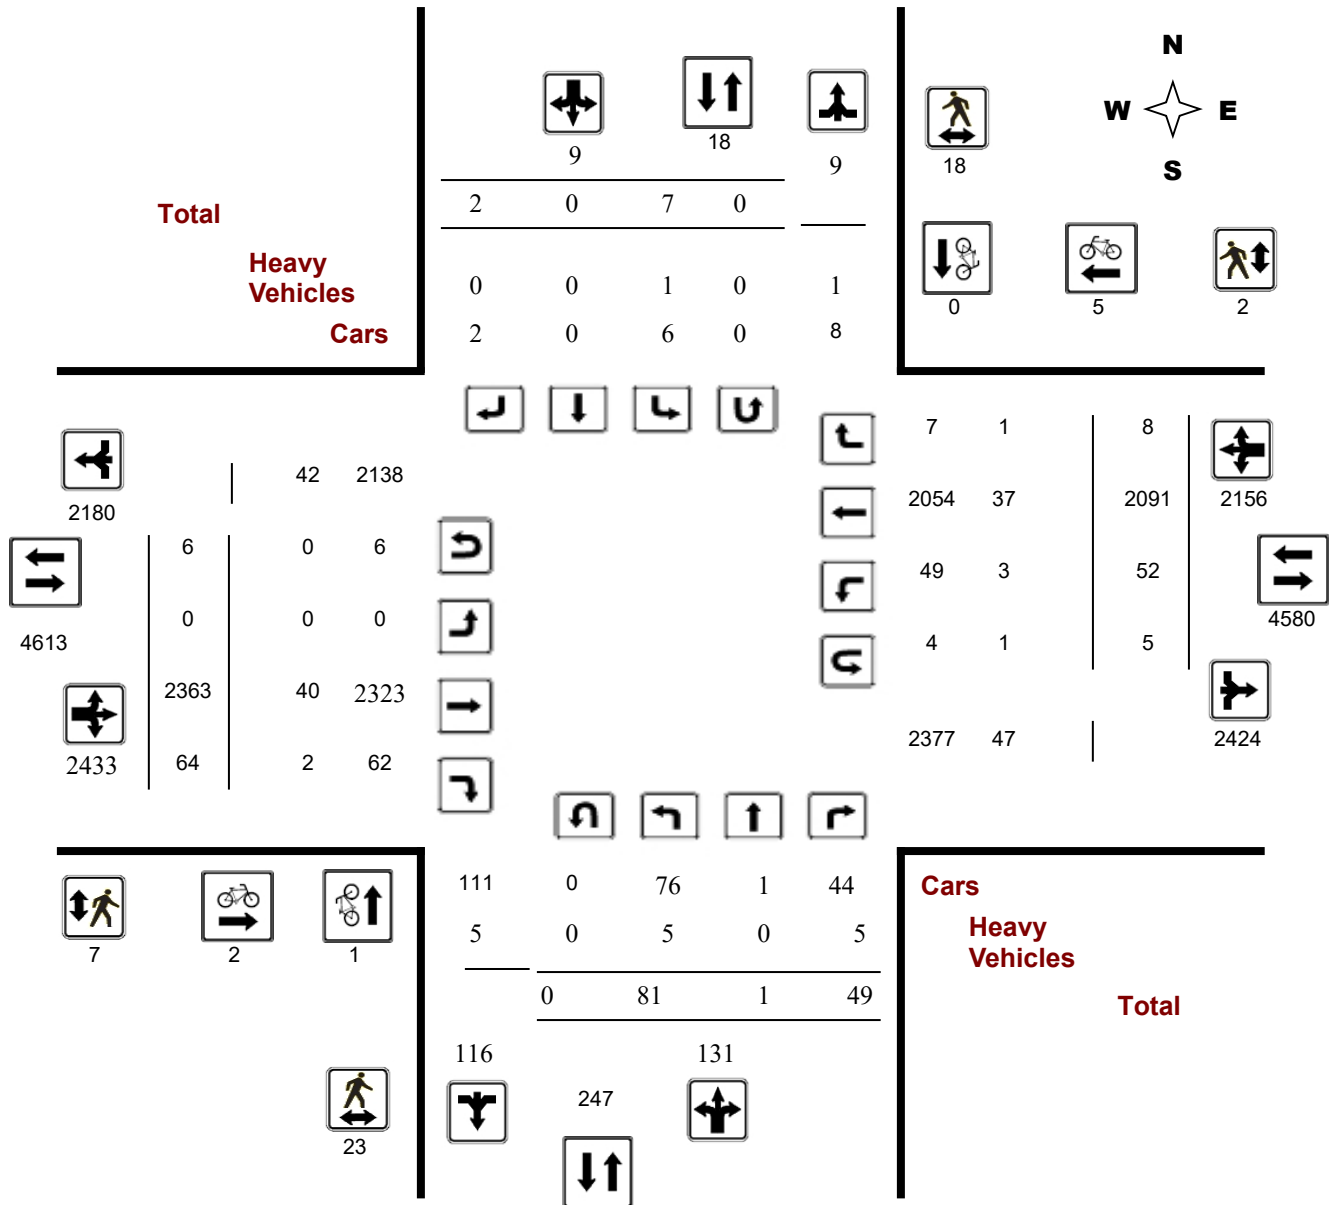 N
W E
S
9 18 9 18
Total 2 0 7 0
Heavy
Vehicles 0 0 1 0 1
Cars 2 0 6 0 8
0 5 2
7 1 8
42 2138
2180
2054 37 2091 2156
6 0 6
49 3 52
4580
0 0 0
4613
4 1 5
2363 40 2323
2377 47 2424
2433 64 2 62
111 0 76 1 44 Cars
5 0 5 0 5 Heavy
Vehicles
7 2 1
0 81 1 49 Total
116 131
247
23